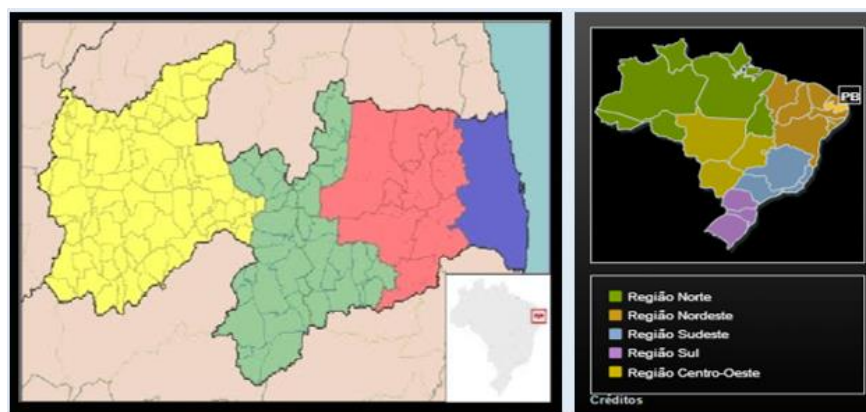 PB
Região Norte
Região Nordeste
Região Sudeste
Região Sul
Região Centro-Oeste
Créditos